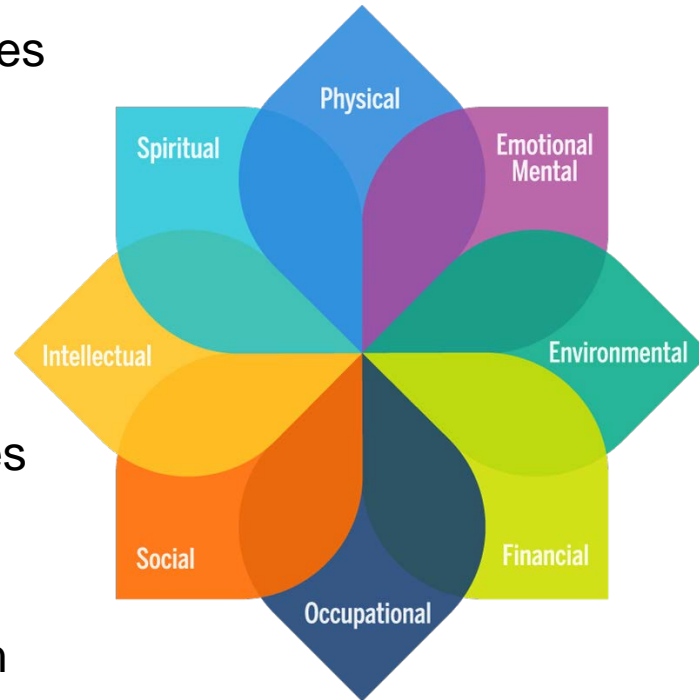 es
Physical
Spiritual
Emotional
Mental
Intellectual
Environmental
es
Social
Financial
Occupational
n